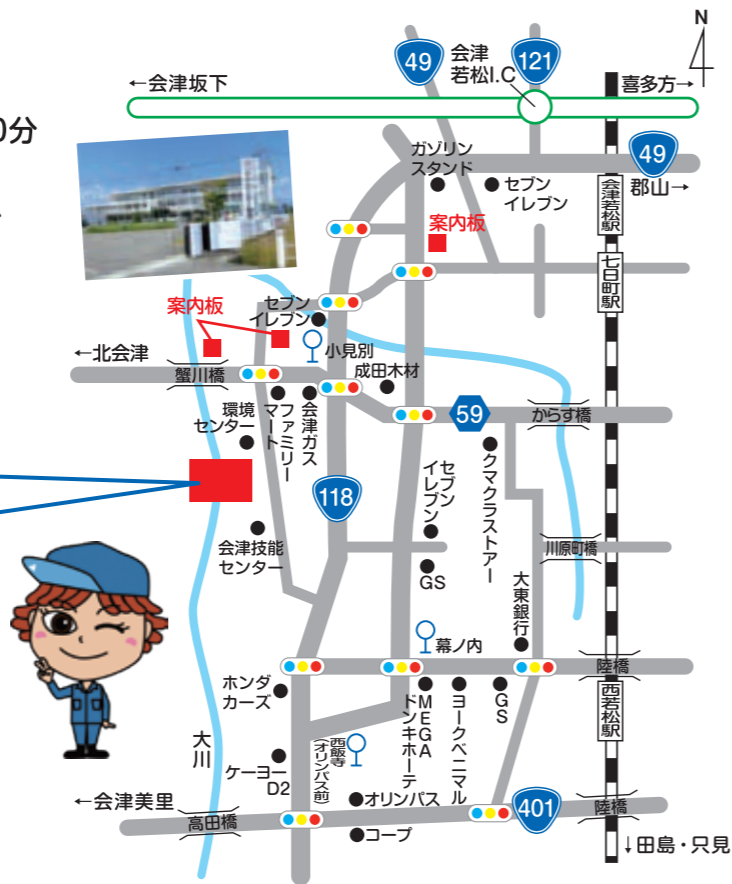 N
49
会津
若松I.C
121
←会津坂下
喜多方→
0分
ガソリン
スタンド
49
郡山→
セブン
イレブン
会津若松駅
案内板
七日町駅
案内板
セブン
イレブン
小見別
←北会津
成田木材
蟹川橋
59
からす橋
環境
センター
ファミリー
マート
会津ガス
セブン
イレブン
クマクラストアー
118
会津技能
センター
GS
川原町橋
大東銀行
幕ノ内
陸橋
ホンダ
カーズ
MEGA
ドンキホーテ
ヨークベニマル
GS
西若松駅
大川
西飯寺
(オリンパス前)
ケーヨー
D2
←会津美里
オリンパス
401
陸橋
高田橋
コープ
↓田島・只見